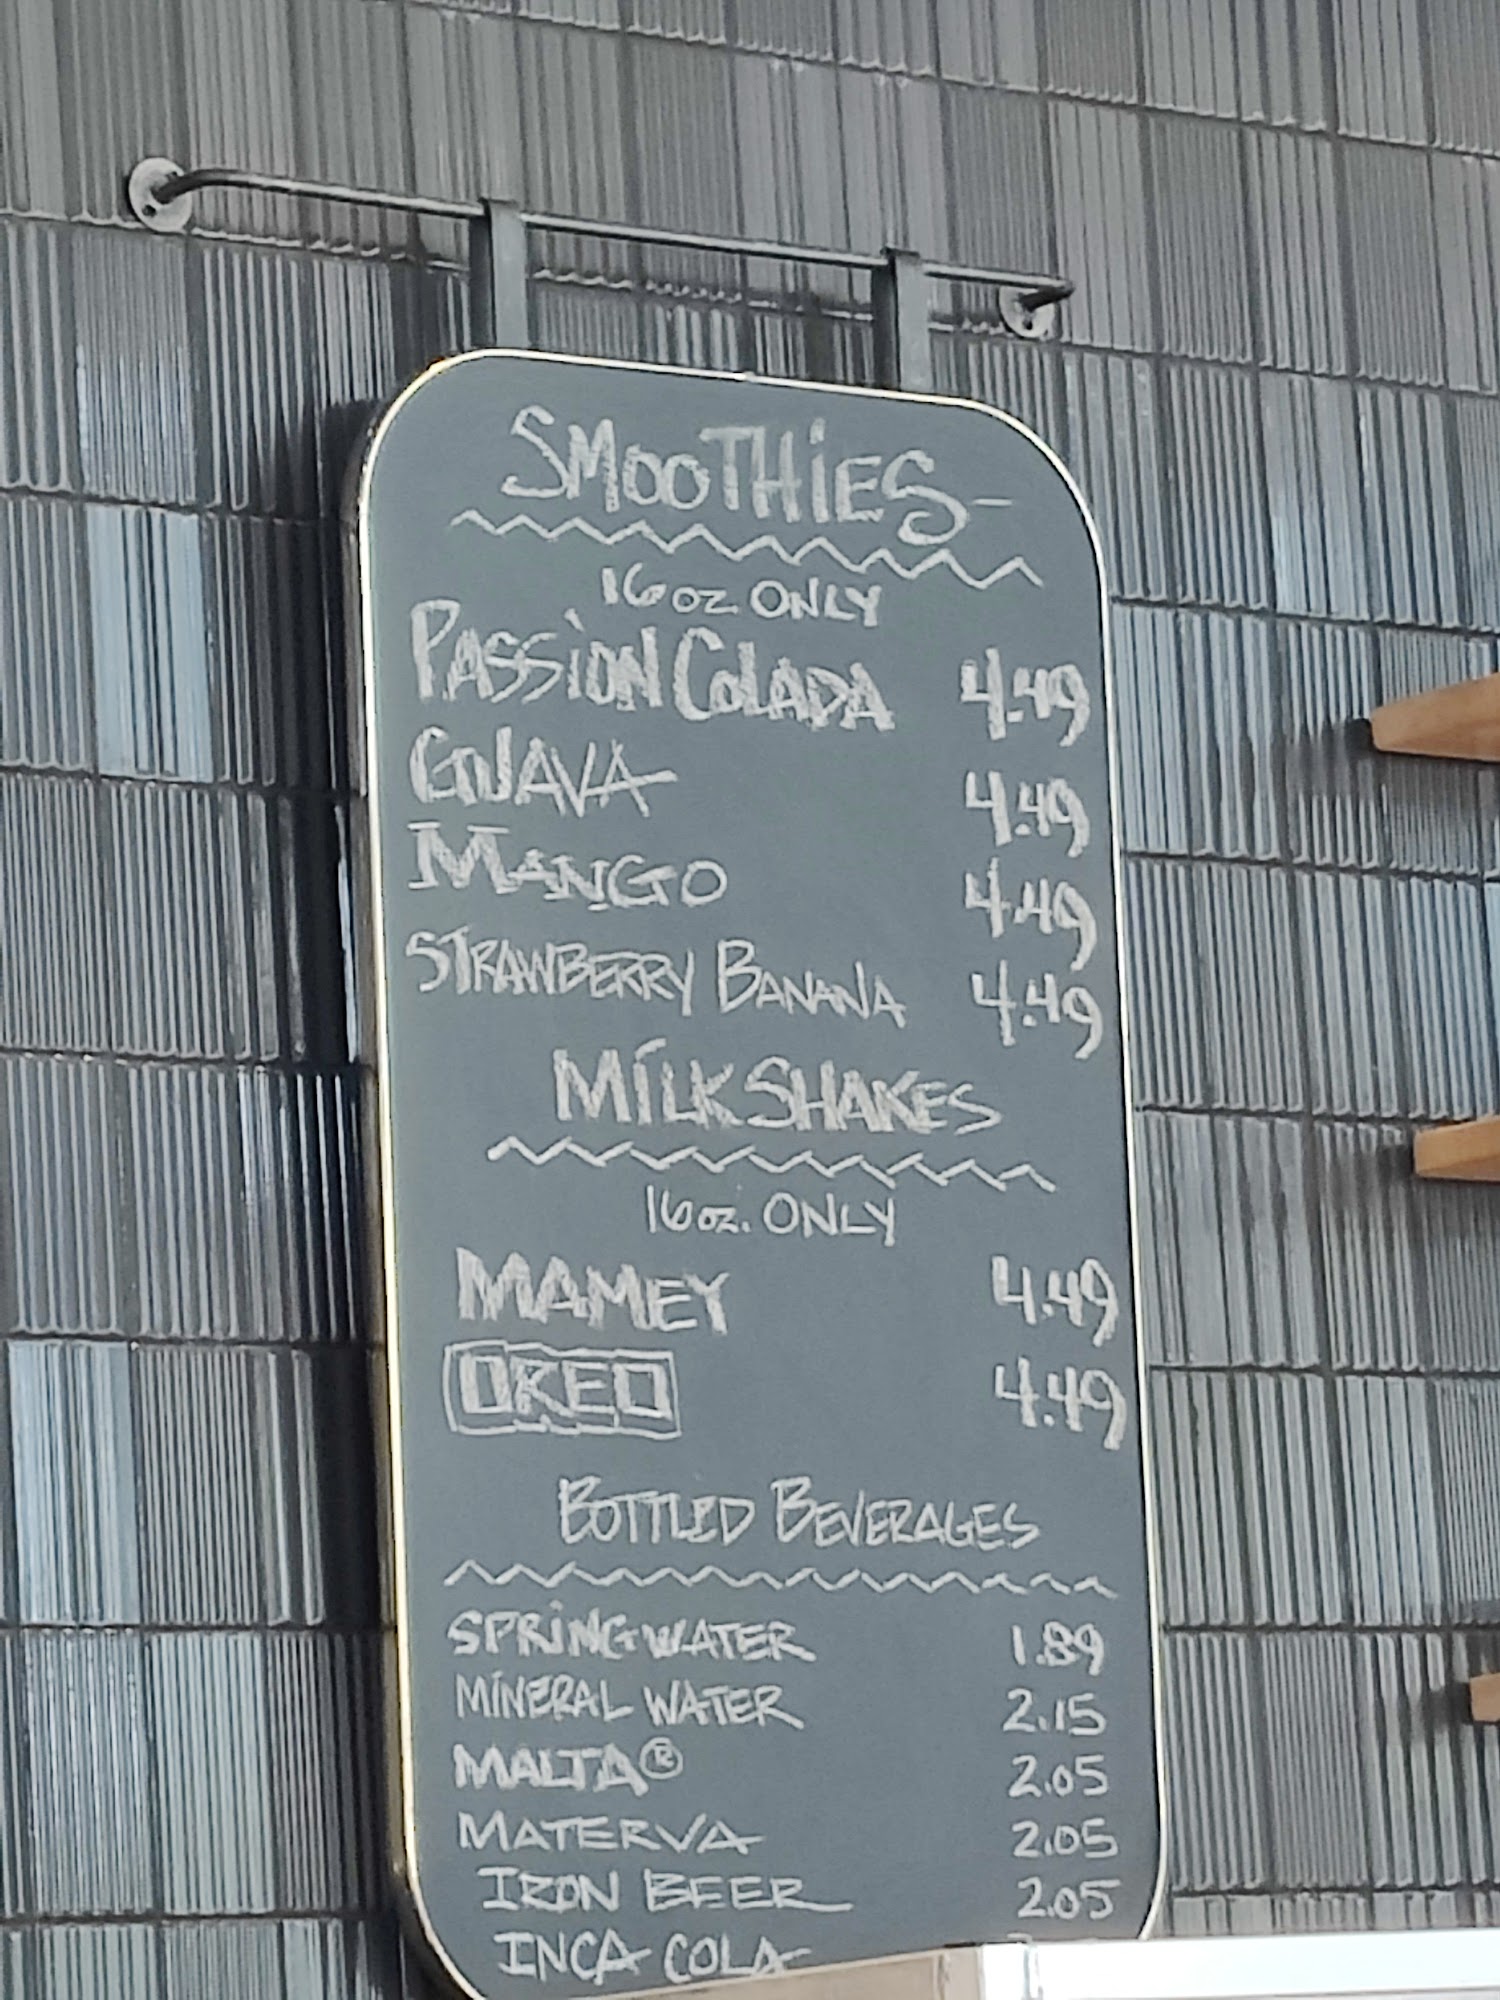 SMOOTHiES
16oz. ONLY
PASSiON COLADA 4.49
GUAVA 4.49
MANGO 4.49
STRAWBERRY BANANA 4.49
MiLKSHAKES
16oz. ONLY
MAMEY 4.49
OREO 4.49
BOTTLED BEVERAGES
SPRiNG WATER 1.89
MiNERAL WATER 2.15
MALTA® 2.05
MATERVA 2.05
IRON BEER 2.05
INCA COLA